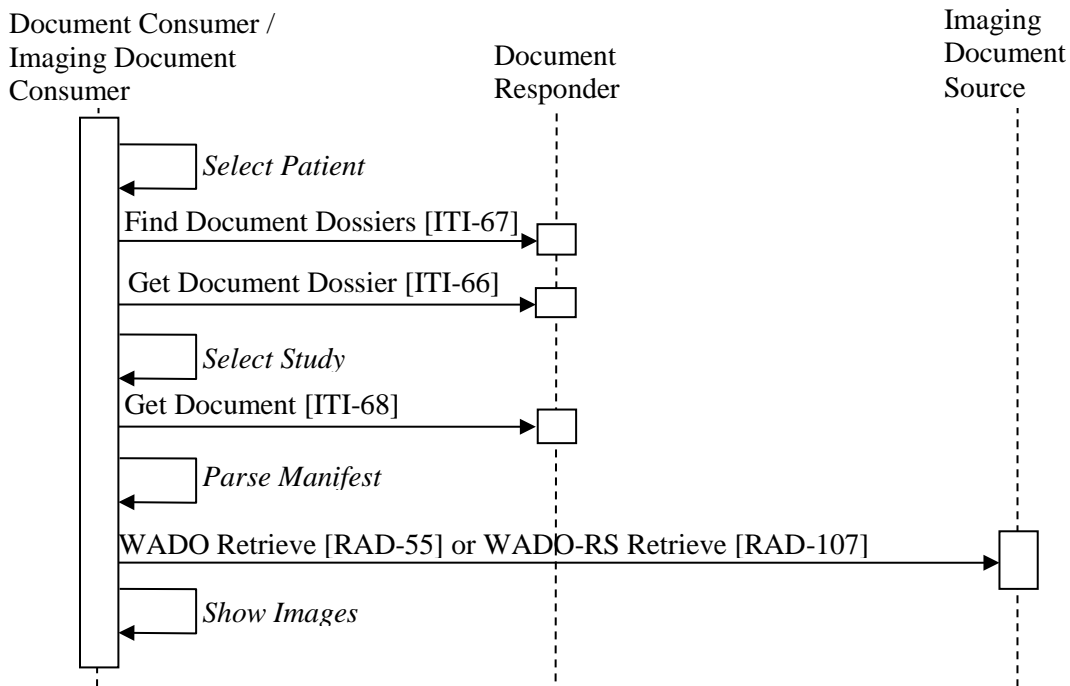 Document Consumer /
Imaging Document
Consumer
Document
Responder
Imaging
Document
Source
Select Patient
Find Document Dossiers [ITI-67]
Get Document Dossier [ITI-66]
Select Study
Get Document [ITI-68]
Parse Manifest
WADO Retrieve [RAD-55] or WADO-RS Retrieve [RAD-107]
Show Images